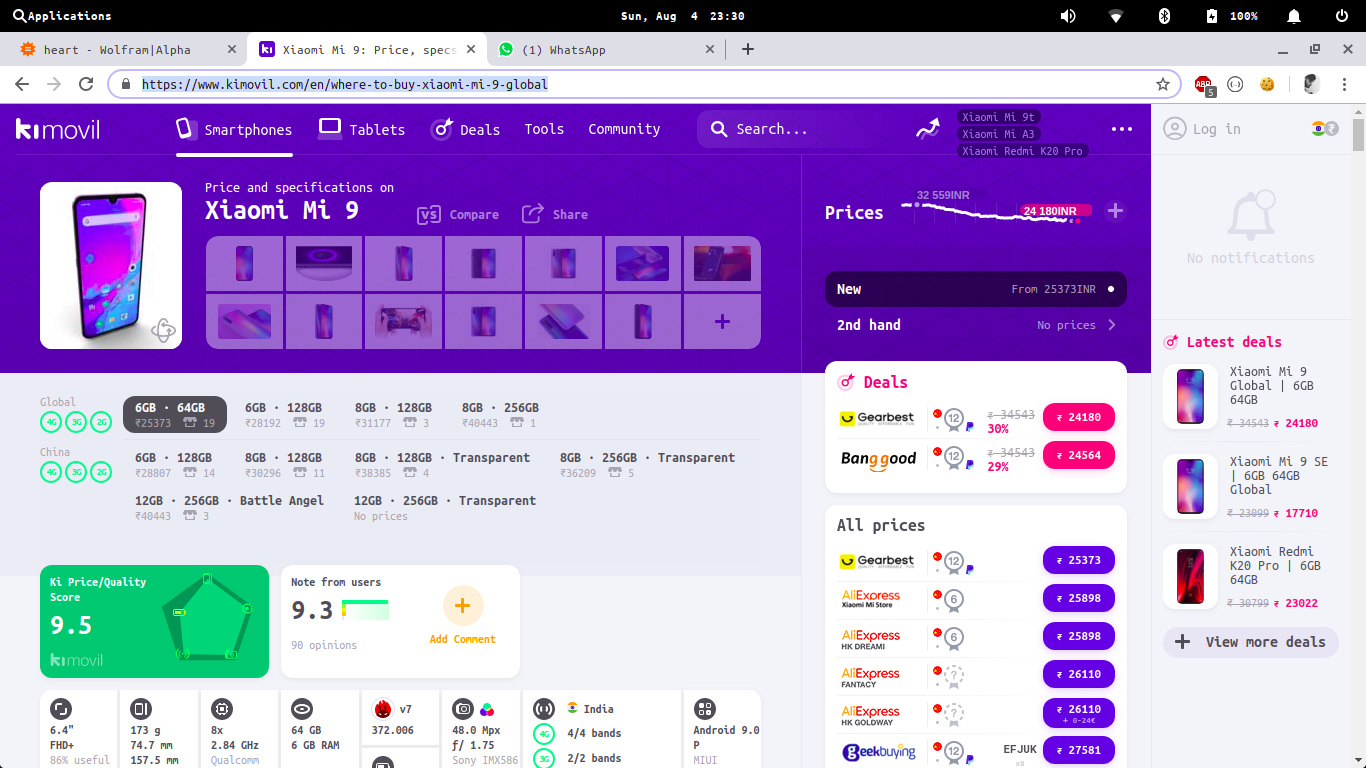 Applications
Sun, Aug 4 23:30
100%
heart - Wolfram|Alpha
Xiaomi Mi 9: Price, specs
(1) WhatsApp
https://www.kimovil.com/en/where-to-buy-xiaomi-mi-9-global
ABP
5
kimovil
Smartphones
Tablets
Deals
Tools
Community
Search...
Xiaomi Mi 9t
Xiaomi Mi A3
Xiaomi Redmi K20 Pro
Log in
Price and specifications on
Xiaomi Mi 9
VS Compare
Share
Prices
32 559INR
24 180INR
New
From 25373INR
2nd hand
No prices
No notifications
Global
4G 3G 2G
6GB · 64GB
₹25373 19
6GB · 128GB
₹28192 19
8GB · 128GB
₹31177 3
8GB · 256GB
₹40443 1
China
4G 3G 2G
6GB · 128GB
₹28807 14
8GB · 128GB
₹30296 11
8GB · 128GB · Transparent
₹38385 4
8GB · 256GB · Transparent
₹36209 5
12GB · 256GB · Battle Angel
₹40443 3
12GB · 256GB · Transparent
No prices
Deals
Gearbest
12
₹ 34543
30%
₹ 24180
Banggood
12
₹ 34543
29%
₹ 24564
All prices
Gearbest
12
₹ 25373
AliExpress
Xiaomi Mi Store
6
₹ 25898
AliExpress
HK DREAMI
6
₹ 25898
AliExpress
FANTACY
?
₹ 26110
AliExpress
HK GOLDWAY
?
₹ 26110
+ 0-24€
geekbuying
12
EFJUK
x8
₹ 27581
Latest deals
Xiaomi Mi 9
Global | 6GB
64GB
₹ 34543 ₹ 24180
Xiaomi Mi 9 SE
| 6GB 64GB
Global
₹ 23099 ₹ 17710
Xiaomi Redmi
K20 Pro | 6GB
64GB
₹ 30799 ₹ 23022
View more deals
Ki Price/Quality
Score
9.5
kimovil
Note from users
9.3
90 opinions
Add Comment
6.4"
FHD+
86% useful
173 g
74.7 mm
157.5 mm
8x
2.84 GHz
Qualcomm
64 GB
6 GB RAM
v7
372.006
48.0 Mpx
ƒ/ 1.75
Sony IMX586
India
4G 4/4 bands
3G 2/2 bands
Android 9.0
P
MIUI